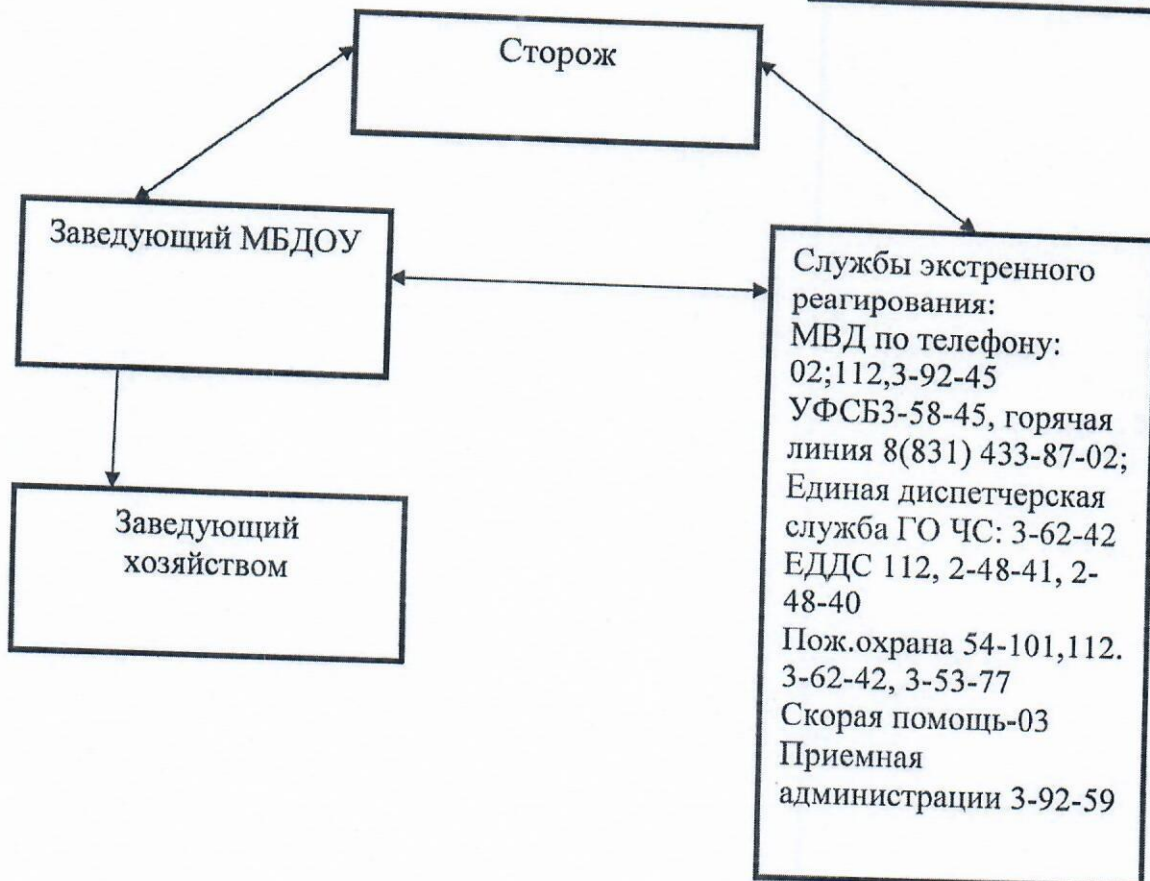 Сторож
Заведующий МБДОУ
Заведующий
хозяйством
Службы экстренного
реагирования:
МВД по телефону:
02;112,3-92-45
УФСБ3-58-45, горячая
линия 8(831) 433-87-02;
Единая диспетчерская
служба ГО ЧС: 3-62-42
ЕДДС 112, 2-48-41, 2-
48-40
Пож.охрана 54-101,112.
3-62-42, 3-53-77
Скорая помощь-03
Приемная
администрации 3-92-59